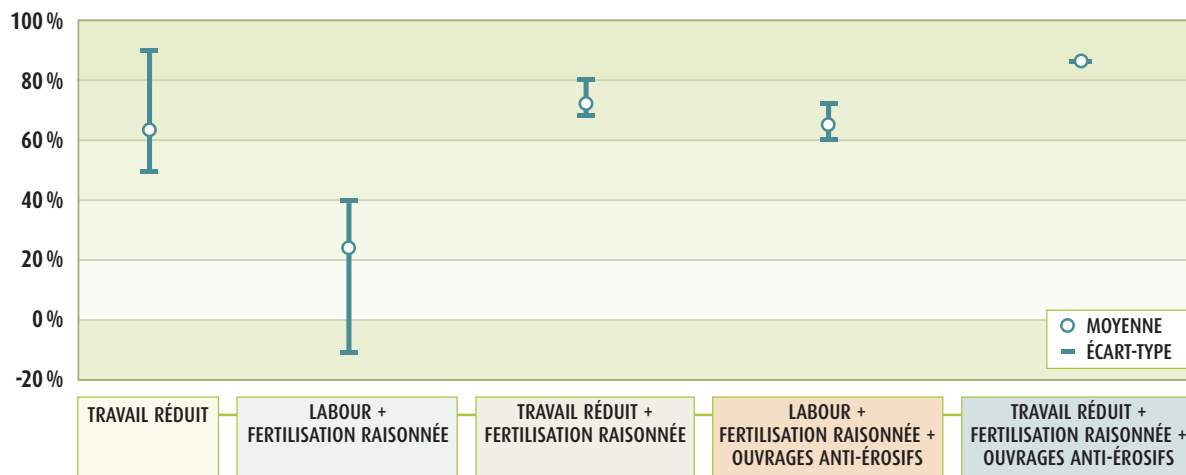 100 %
80 %
60 %
40 %
20 %
0 %
-20 %
MOYENNE
ÉCART-TYPE
TRAVAIL RÉDUIT
LABOUR +
FERTILISATION RAISONNÉE
TRAVAIL RÉDUIT +
FERTILISATION RAISONNÉE
LABOUR +
FERTILISATION RAISONNÉE +
OUVRAGES ANTI-ÉROSIFS
TRAVAIL RÉDUIT +
FERTILISATION RAISONNÉE +
OUVRAGES ANTI-ÉROSIFS